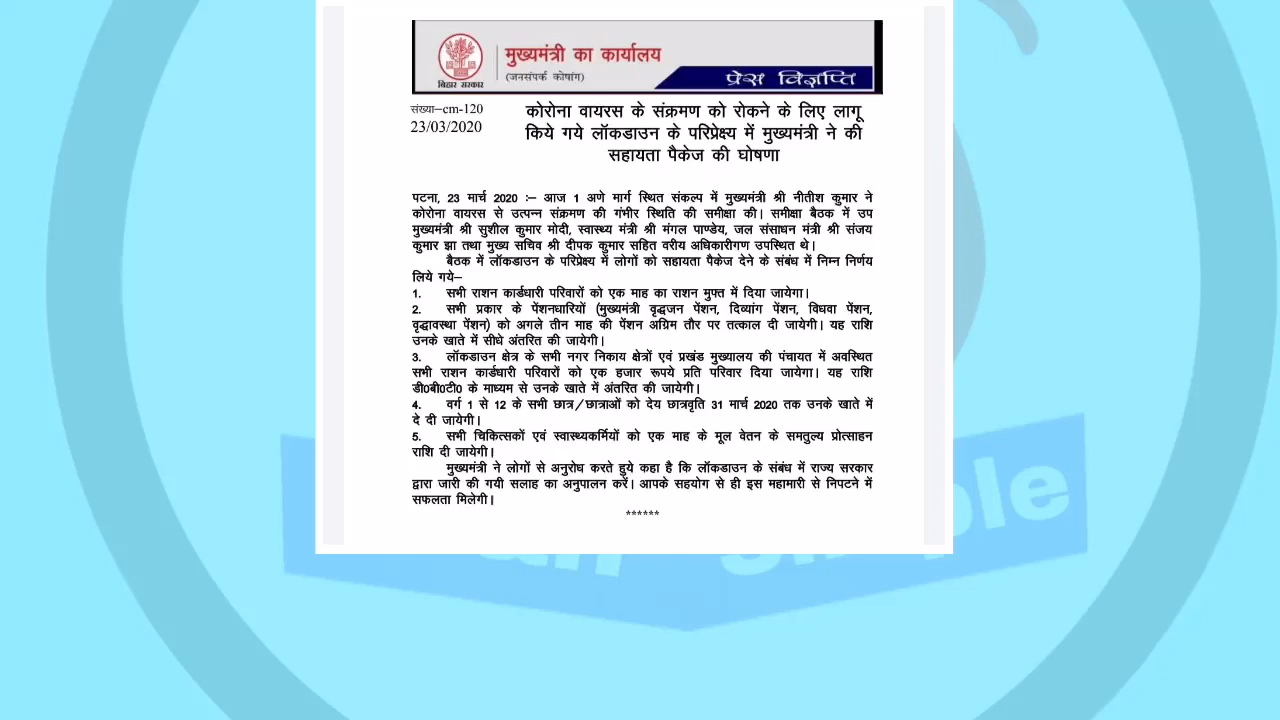 बिहार सरकार
मुख्यमंत्री का कार्यालय
(जनसंपर्क कोषांग)
प्रेस विज्ञप्ति
संख्या–cm-120
23/03/2020
कोरोना वायरस के संक्रमण को रोकने के लिए लागू
किये गये लॉकडाउन के परिप्रेक्ष्य में मुख्यमंत्री ने की
सहायता पैकेज की घोषणा
पटना, 23 मार्च 2020 :– आज 1 अणे मार्ग स्थित संकल्प में मुख्यमंत्री श्री नीतीश कुमार ने
कोरोना वायरस से उत्पन्न संक्रमण की गंभीर स्थिति की समीक्षा की। समीक्षा बैठक में उप
मुख्यमंत्री श्री सुशील कुमार मोदी, स्वास्थ्य मंत्री श्री मंगल पाण्डेय, जल संसाधन मंत्री श्री संजय
कुमार झा तथा मुख्य सचिव श्री दीपक कुमार सहित वरीय अधिकारीगण उपस्थित थे।
बैठक में लॉकडाउन के परिप्रेक्ष्य में लोगों को सहायता पैकेज देने के संबंध में निम्न निर्णय
लिये गये–
1. सभी राशन कार्डधारी परिवारों को एक माह का राशन मुफ्त में दिया जायेगा।
2. सभी प्रकार के पेंशनधारियों (मुख्यमंत्री वृद्धजन पेंशन, दिव्यांग पेंशन, विधवा पेंशन,
वृद्धावस्था पेंशन) को अगले तीन माह की पेंशन अग्रिम तौर पर तत्काल दी जायेगी। यह राशि
उनके खाते में सीधे अंतरित की जायेगी।
3. लॉकडाउन क्षेत्र के सभी नगर निकाय क्षेत्रों एवं प्रखंड मुख्यालय की पंचायत में अवस्थित
सभी राशन कार्डधारी परिवारों को एक हजार रूपये प्रति परिवार दिया जायेगा। यह राशि
डी0बी0टी0 के माध्यम से उनके खाते में अंतरित की जायेगी।
4. वर्ग 1 से 12 के सभी छात्र/छात्राओं को देय छात्रवृति 31 मार्च 2020 तक उनके खाते में
दे दी जायेगी।
5. सभी चिकित्सकों एवं स्वास्थ्यकर्मियों को एक माह के मूल वेतन के समतुल्य प्रोत्साहन
राशि दी जायेगी।
मुख्यमंत्री ने लोगों से अनुरोध करते हुये कहा है कि लॉकडाउन के संबंध में राज्य सरकार
द्वारा जारी की गयी सलाह का अनुपालन करें। आपके सहयोग से ही इस महामारी से निपटने में
सफलता मिलेगी।
******